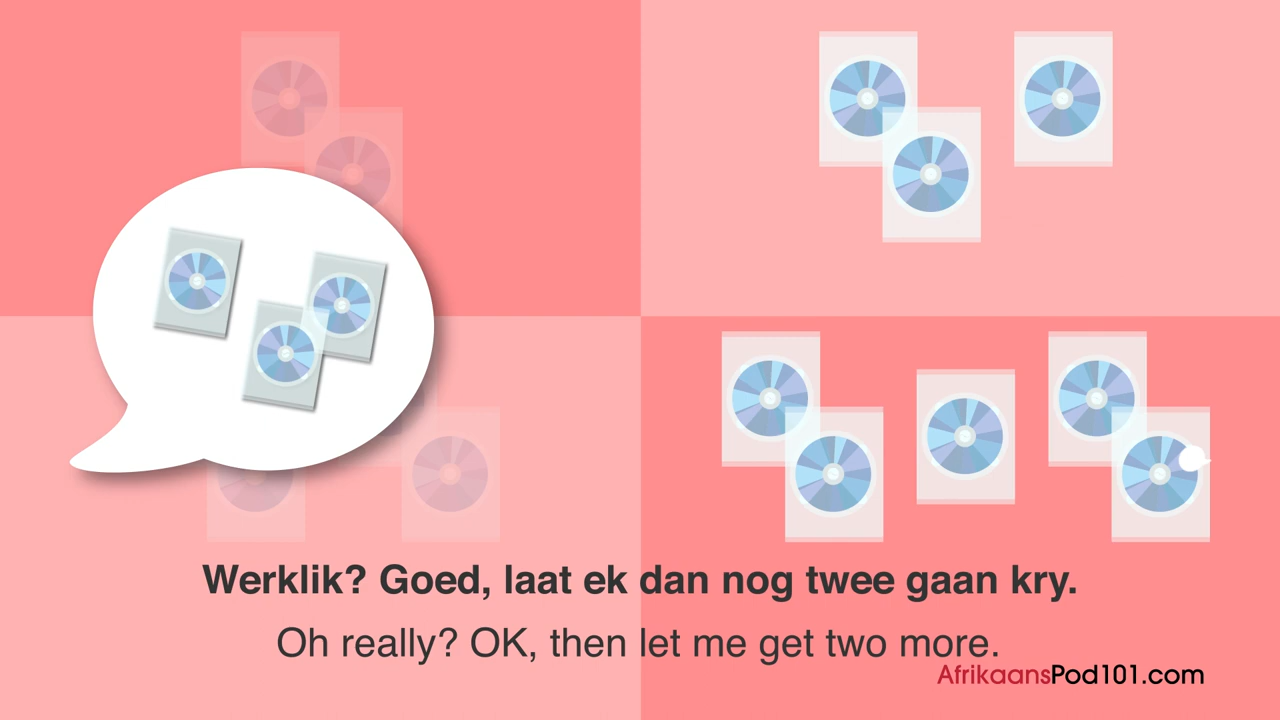 Werklik? Goed, laat ek dan nog twee gaan kry.
Oh really? OK, then let me get two more.
AfrikaansPod101.com